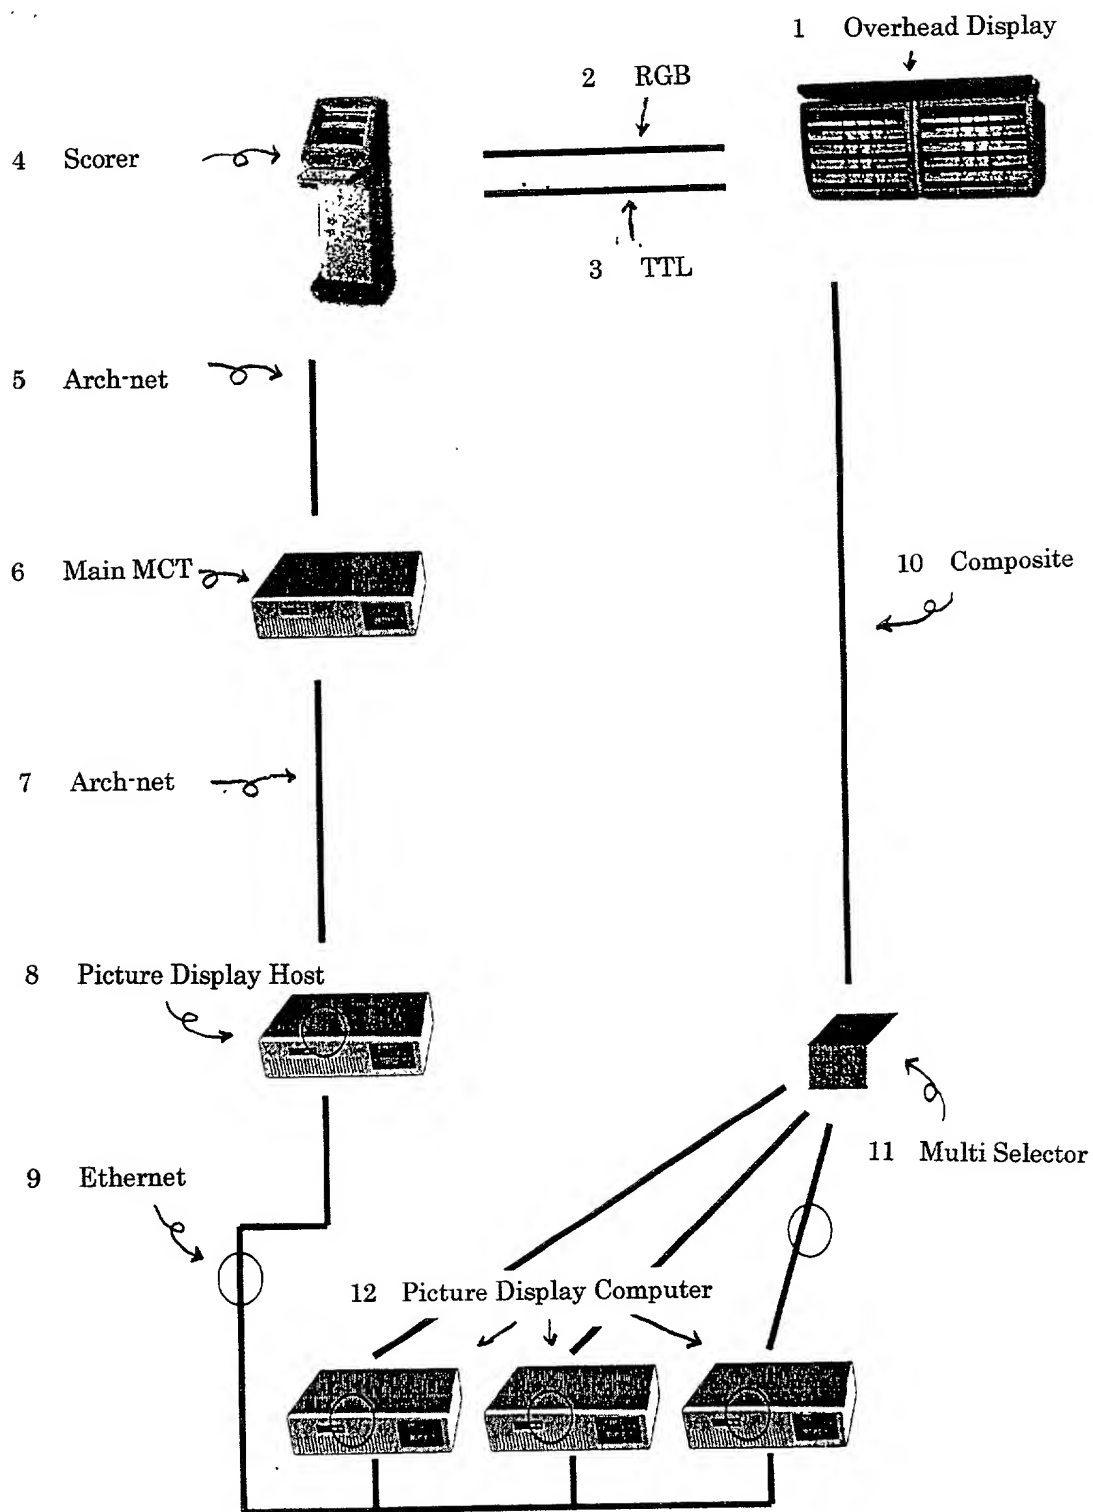 1 Overhead Display
2 RGB
4 Scorer
3 TTL
5 Arch-net
6 Main MCT
10 Composite
7 Arch-net
8 Picture Display Host
11 Multi Selector
9 Ethernet
12 Picture Display Computer